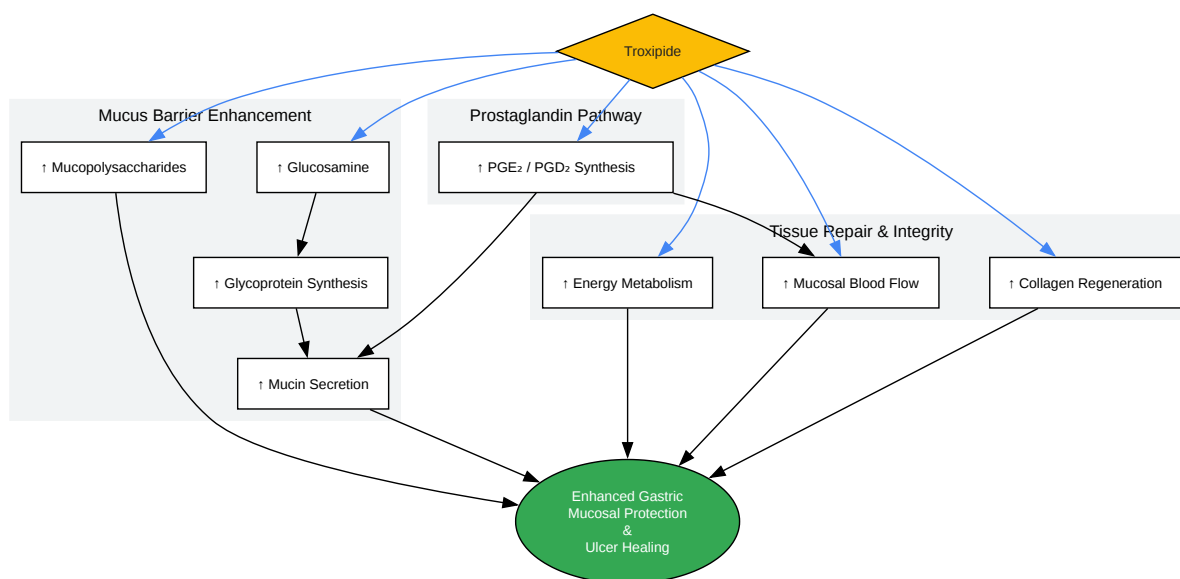 Troxipide
Mucus Barrier Enhancement
Prostaglandin Pathway
↑ Mucopolysaccharides
↑ Glucosamine
↑ PGE₂ / PGD₂ Synthesis
Tissue Repair & Integrity
↑ Glycoprotein Synthesis
↑ Energy Metabolism
↑ Mucosal Blood Flow
↑ Collagen Regeneration
↑ Mucin Secretion
Enhanced Gastric
Mucosal Protection
&
Ulcer Healing